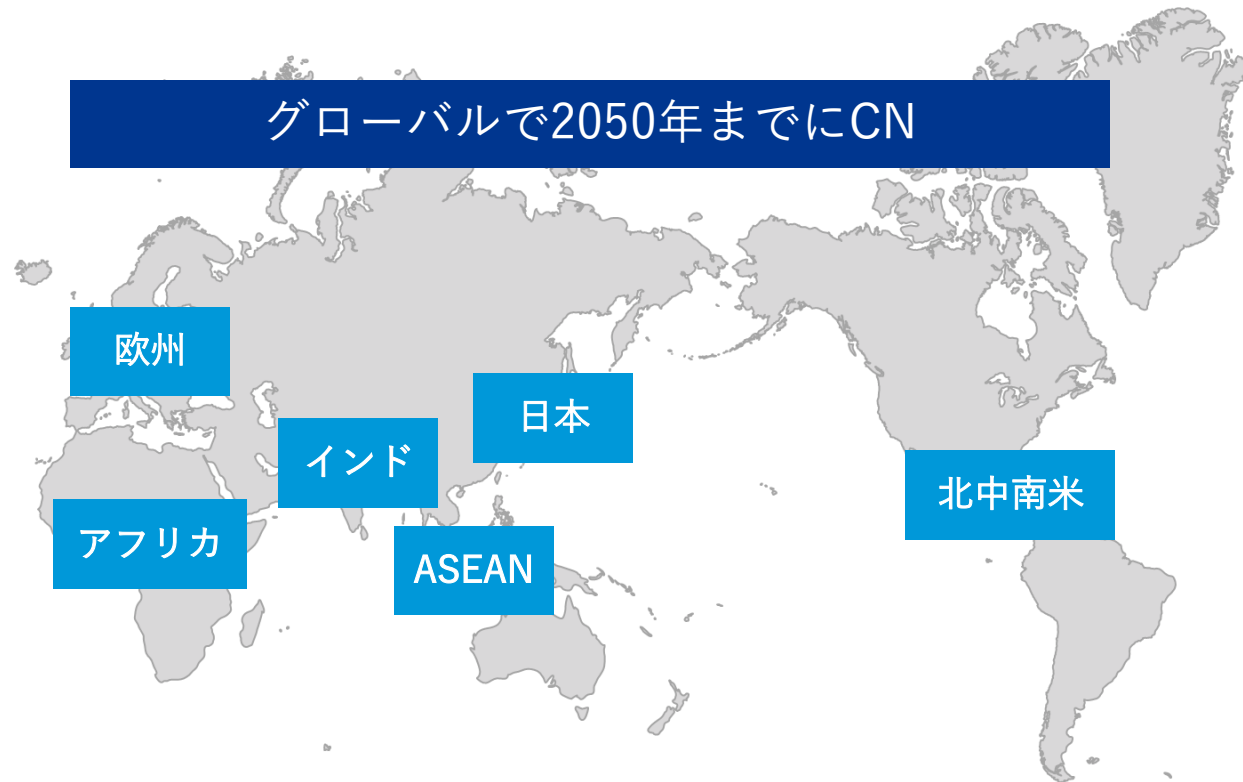 グローバルで2050年までにCN
欧州
日本
インド
北中南米
アフリカ
ASEAN